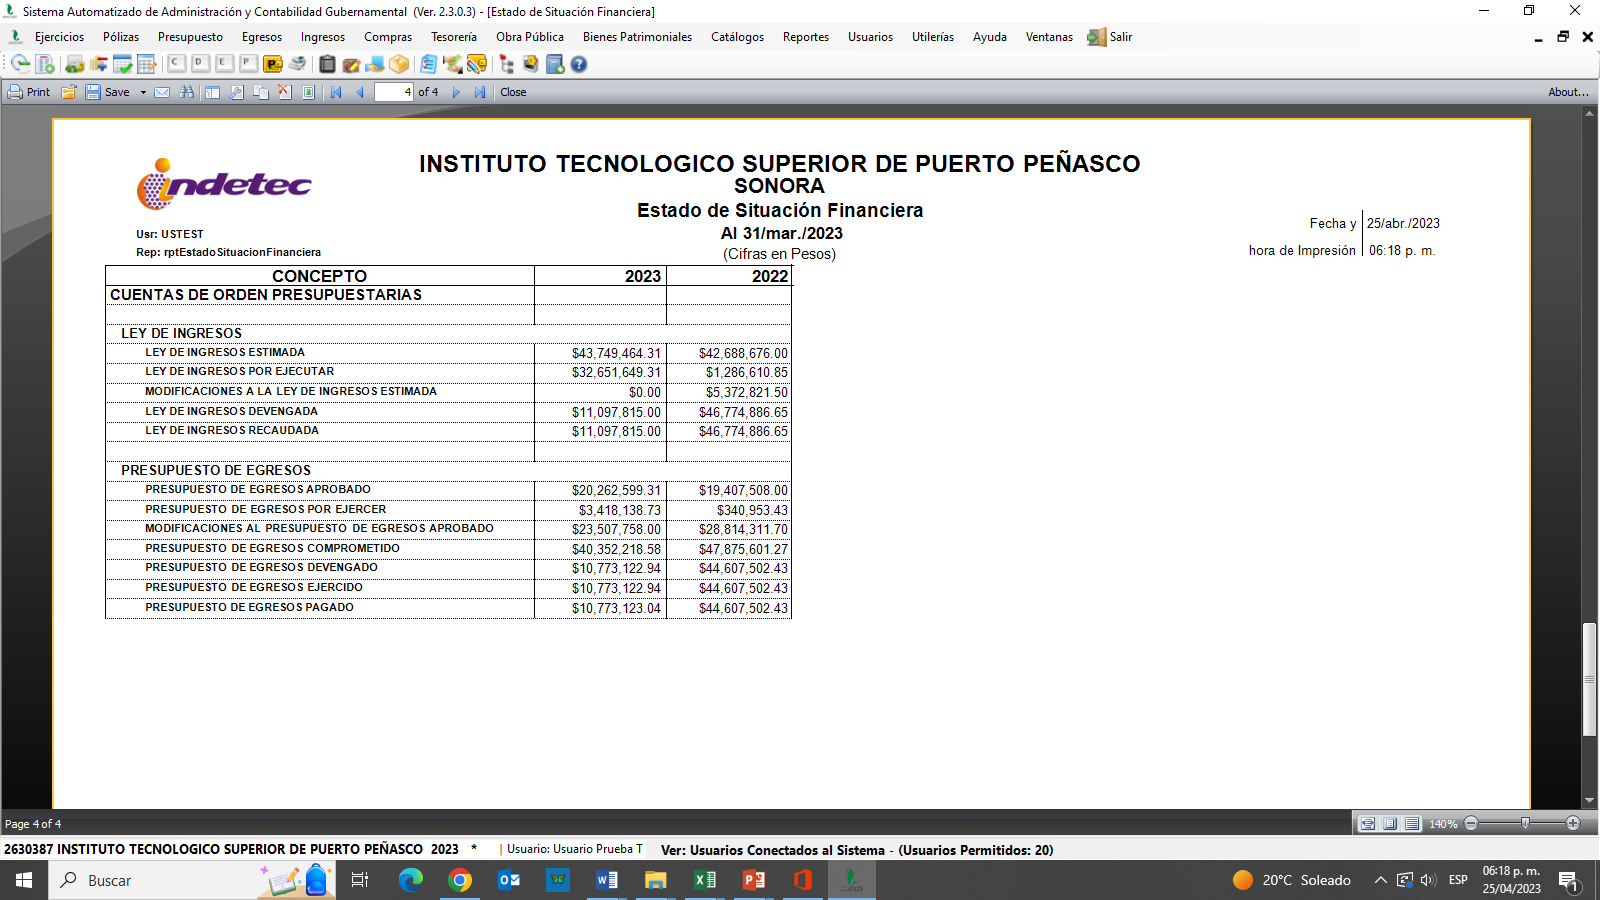 Sistema Automatizado de Administración y Contabilidad Gubernamental (Ver. 2.3.0.3) - [Estado de Situación Financiera]
Ejercicios Pólizas Presupuesto Egresos Ingresos Compras Tesorería Obra Pública Bienes Patrimoniales Catálogos Reportes Usuarios Utilerías Ayuda Ventanas Salir
C D E P P
Print Save 4 of 4 Close About...
indetec
INSTITUTO TECNOLOGICO SUPERIOR DE PUERTO PEÑASCO
SONORA
Estado de Situación Financiera
Al 31/mar./2023
(Cifras en Pesos)
Usr: USTEST
Rep: rptEstadoSituacionFinanciera
Fecha y 25/abr./2023
hora de Impresión 06:18 p. m.
CONCEPTO 2023 2022
CUENTAS DE ORDEN PRESUPUESTARIAS
LEY DE INGRESOS
LEY DE INGRESOS ESTIMADA $43,749,464.31 $42,688,676.00
LEY DE INGRESOS POR EJECUTAR $32,651,649.31 $1,286,610.85
MODIFICACIONES A LA LEY DE INGRESOS ESTIMADA $0.00 $5,372,821.50
LEY DE INGRESOS DEVENGADA $11,097,815.00 $46,774,886.65
LEY DE INGRESOS RECAUDADA $11,097,815.00 $46,774,886.65
PRESUPUESTO DE EGRESOS
PRESUPUESTO DE EGRESOS APROBADO $20,262,599.31 $19,407,508.00
PRESUPUESTO DE EGRESOS POR EJERCER $3,418,138.73 $340,953.43
MODIFICACIONES AL PRESUPUESTO DE EGRESOS APROBADO $23,507,758.00 $28,814,311.70
PRESUPUESTO DE EGRESOS COMPROMETIDO $40,352,218.58 $47,875,601.27
PRESUPUESTO DE EGRESOS DEVENGADO $10,773,122.94 $44,607,502.43
PRESUPUESTO DE EGRESOS EJERCIDO $10,773,122.94 $44,607,502.43
PRESUPUESTO DE EGRESOS PAGADO $10,773,123.04 $44,607,502.43
Page 4 of 4 140%
2630387 INSTITUTO TECNOLOGICO SUPERIOR DE PUERTO PEÑASCO 2023 * | Usuario: Usuario Prueba T Ver: Usuarios Conectados al Sistema - (Usuarios Permitidos: 20)
Buscar 20°C Soleado ESP 06:18 p. m.
25/04/2023 1